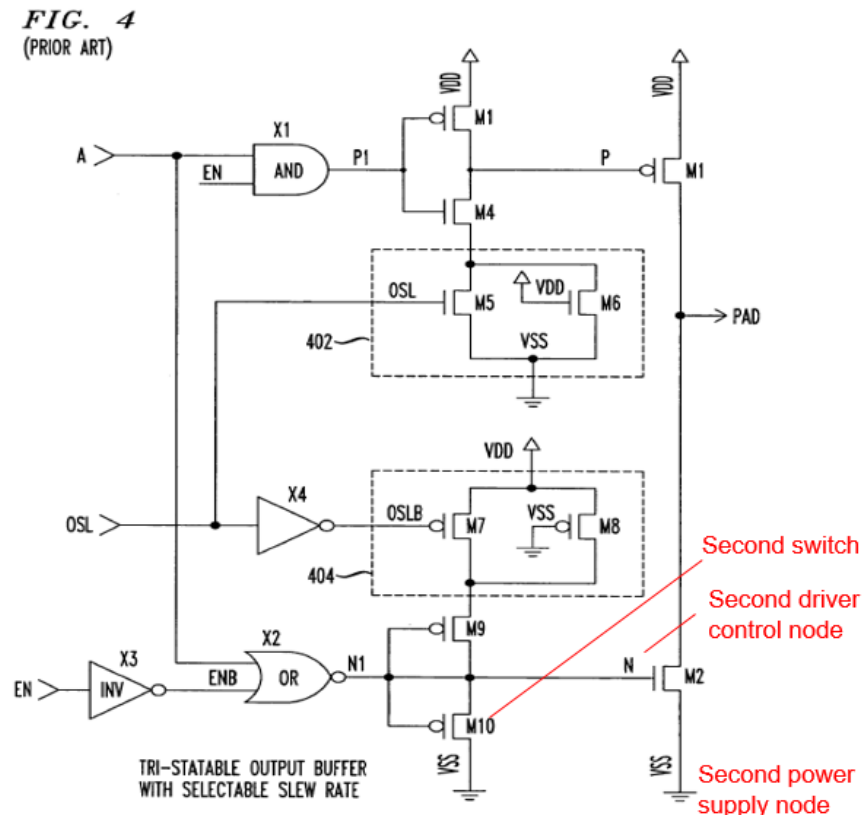 FIG. 4
(PRIOR ART)
VDD
VDD
A
X1
AND
EN
P1
M1
P
M1
M4
OSL
M5
VDD
M6
402
VSS
PAD
VDD
OSL
X4
OSLB
M7
VSS
M8
404
Second switch
Second driver
control node
M9
EN
X3
INV
ENB
X2
OR
N1
N
M2
M10
VSS
VSS
TRI-STATABLE OUTPUT BUFFER
WITH SELECTABLE SLEW RATE
Second power
supply node